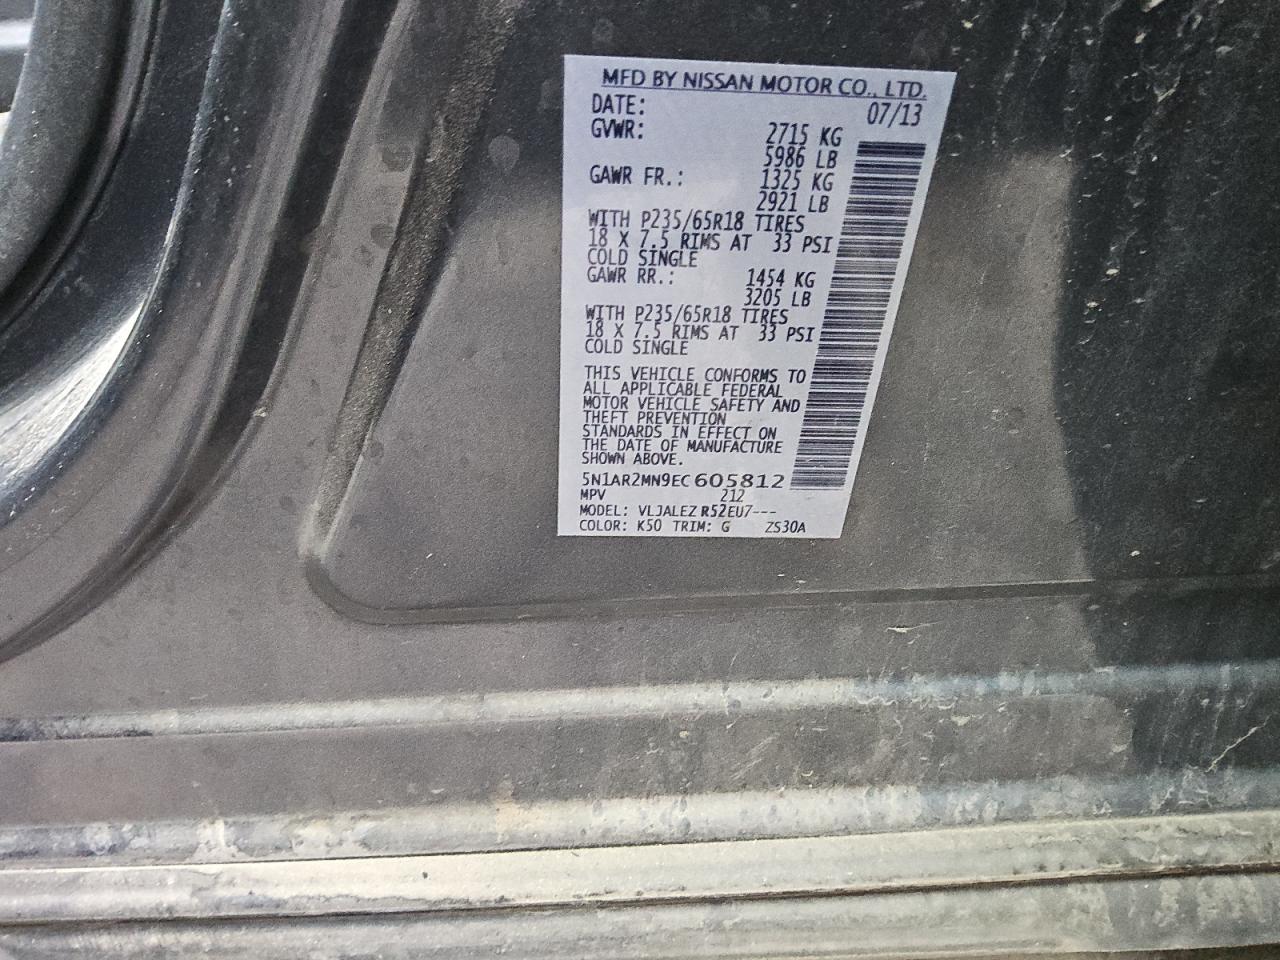 MFD BY NISSAN MOTOR CO., LTD.
DATE: 07/13
GVWR: 2715 KG
5986 LB
GAWR FR.: 1325 KG
2921 LB
WITH P235/65R18 TIRES
18 X 7.5 RIMS AT 33 PSI
COLD SINGLE
GAWR RR.: 1454 KG
3205 LB
WITH P235/65R18 TIRES
18 X 7.5 RIMS AT 33 PSI
COLD SINGLE
THIS VEHICLE CONFORMS TO
ALL APPLICABLE FEDERAL
MOTOR VEHICLE SAFETY AND
THEFT PREVENTION
STANDARDS IN EFFECT ON
THE DATE OF MANUFACTURE
SHOWN ABOVE.
5N1AR2MN9EC605812
MPV 212
MODEL: VLJALEZR52EU7---
COLOR: K50 TRIM: G ZS30A